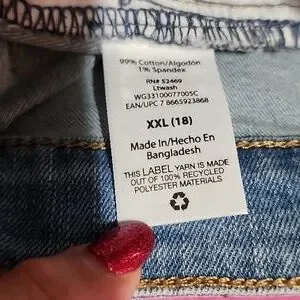 99% Cotton/Algodón
1% Spandex
RN# 52469
Ltwash
WG33100077005C
EAN/UPC 7 8665923868
XXL (18)
Made In/Hecho En
Bangladesh
THIS LABEL YARN IS MADE
OUT OF 100% RECYCLED
POLYESTER MATERIALS